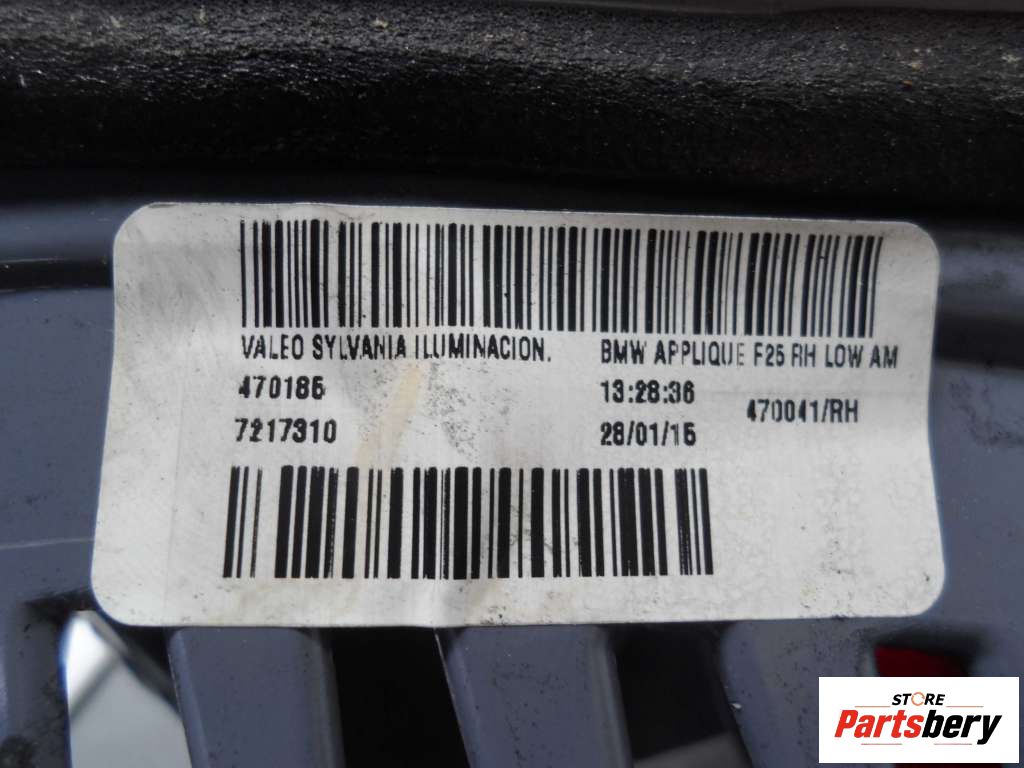 VALEO SYLVANIA ILUMINACION. BMW APPLIQUE F25 RH LOW AM
470185 13:28:36 470041/RH
7217310 28/01/15
STORE
Partsbery